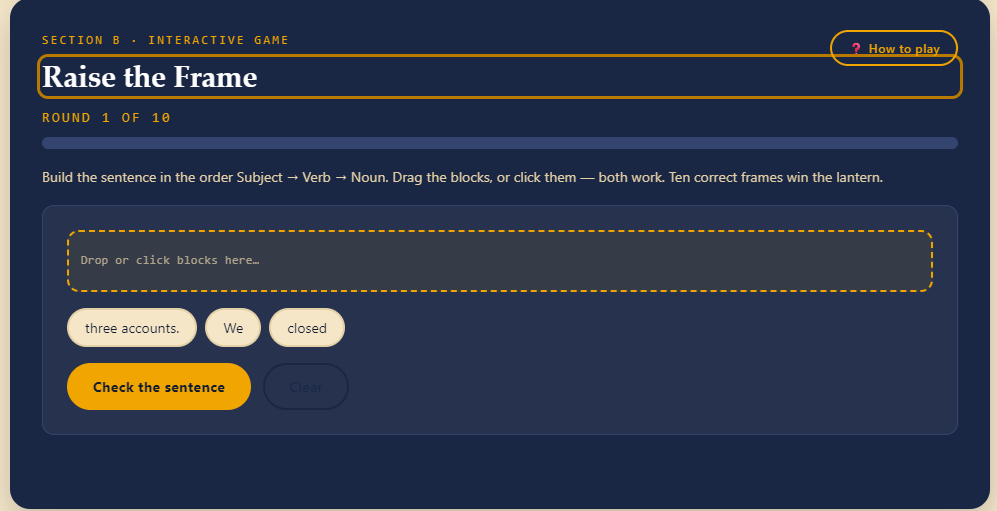 SECTION B · INTERACTIVE GAME
❓ How to play
Raise the Frame
ROUND 1 OF 10
Build the sentence in the order Subject → Verb → Noun. Drag the blocks, or click them — both work. Ten correct frames win the lantern.
Drop or click blocks here…
three accounts. We closed
Check the sentence Clear